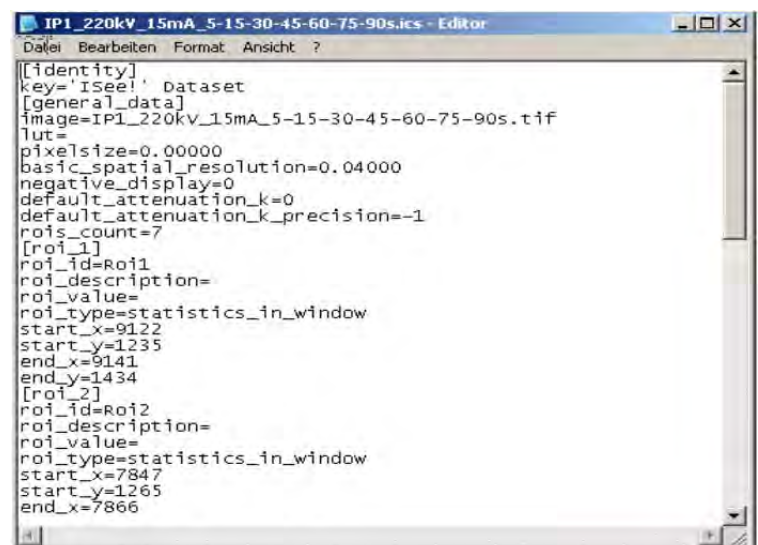 IP1_220kV_15mA_5-15-30-45-60-75-90s.ics - Editor
Datei Bearbeiten Format Ansicht ?
[identity]
key='ISee!' Dataset
[general_data]
image=IP1_220kV_15mA_5-15-30-45-60-75-90s.tif
lut=
pixelsize=0.00000
basic_spatial_resolution=0.04000
negative_display=0
default_attenuation_k=0
default_attenuation_k_precision=-1
rois_count=7
[roi_1]
roi_id=Roi1
roi_description=
roi_value=
roi_type=statistics_in_window
start_x=9122
start_y=1235
end_x=9141
end_y=1434
[roi_2]
roi_id=Roi2
roi_description=
roi_value=
roi_type=statistics_in_window
start_x=7847
start_y=1265
end_x=7866